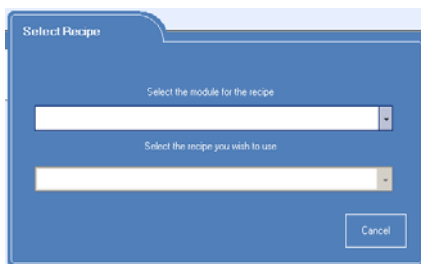 Select Recipe
Select the module for the recipe
Select the recipe you wish to use
Cancel